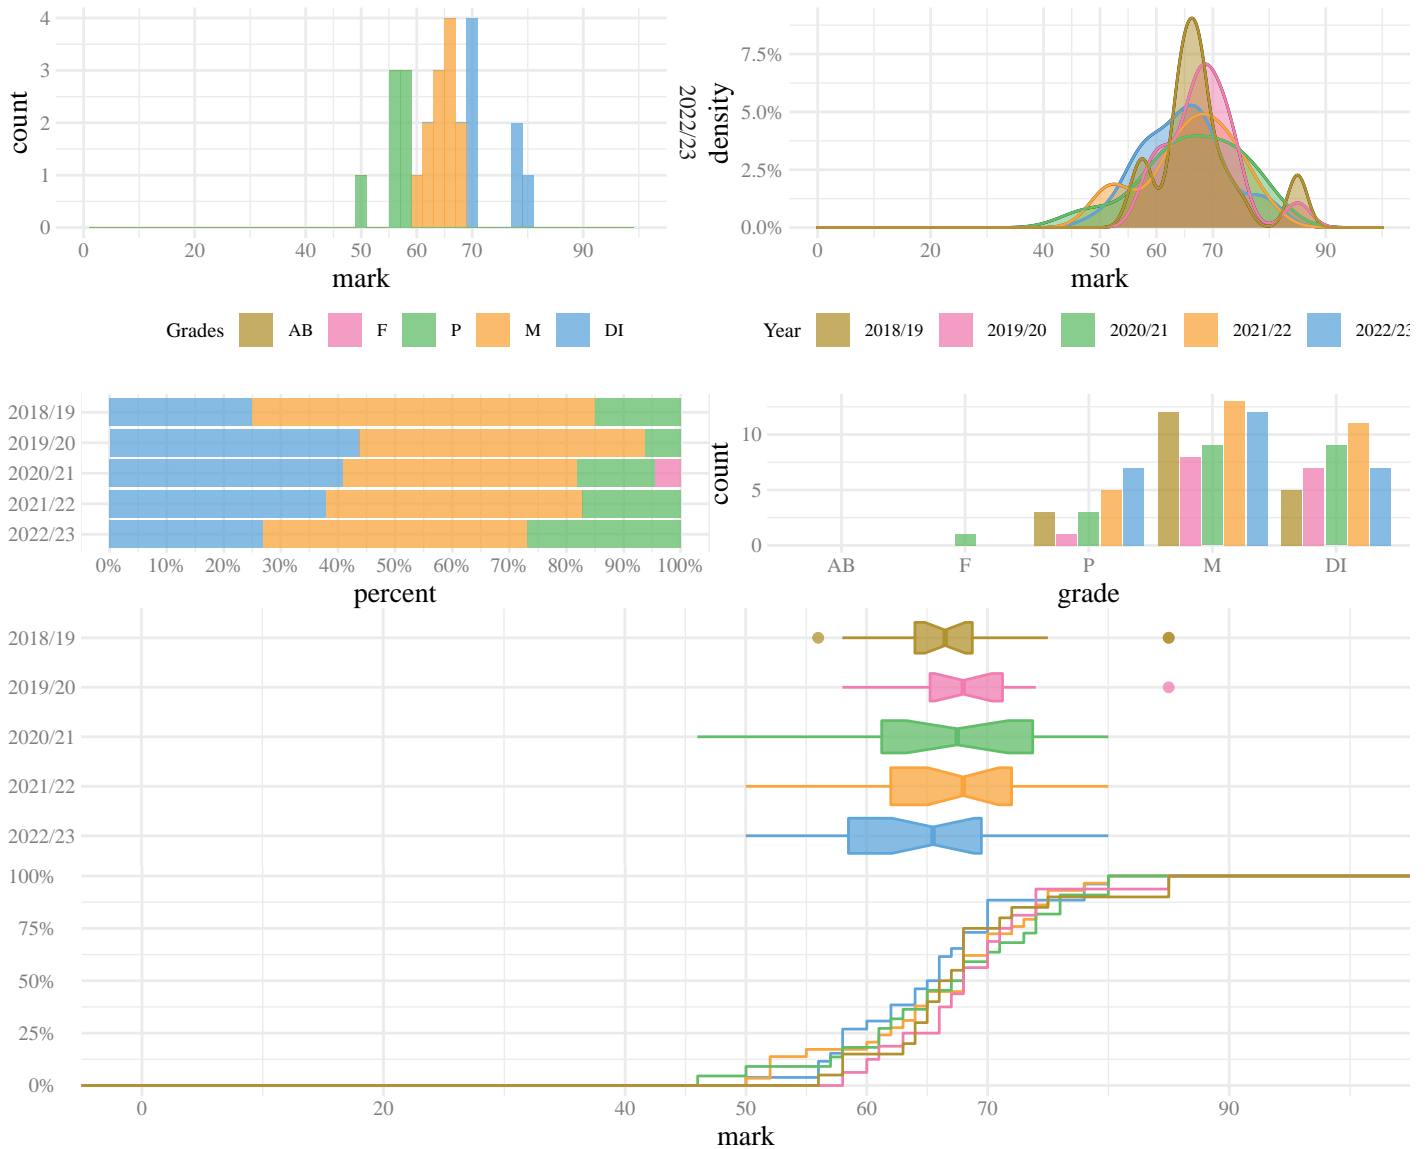 4
3
2
1
0
count
0 20 40 50 60 70 90
mark
2022/23
7.5%
5.0%
2.5%
0.0%
density
0 20 40 50 60 70 90
mark
Grades AB F P M DI
Year 2018/19 2019/20 2020/21 2021/22 2022/23
2018/19
2019/20
2020/21
2021/22
2022/23
0% 10% 20% 30% 40% 50% 60% 70% 80% 90% 100%
percent
10
5
0
count
AB F P M DI
grade
2018/19
2019/20
2020/21
2021/22
2022/23
100%
75%
50%
25%
0%
0 20 40 50 60 70 90
mark